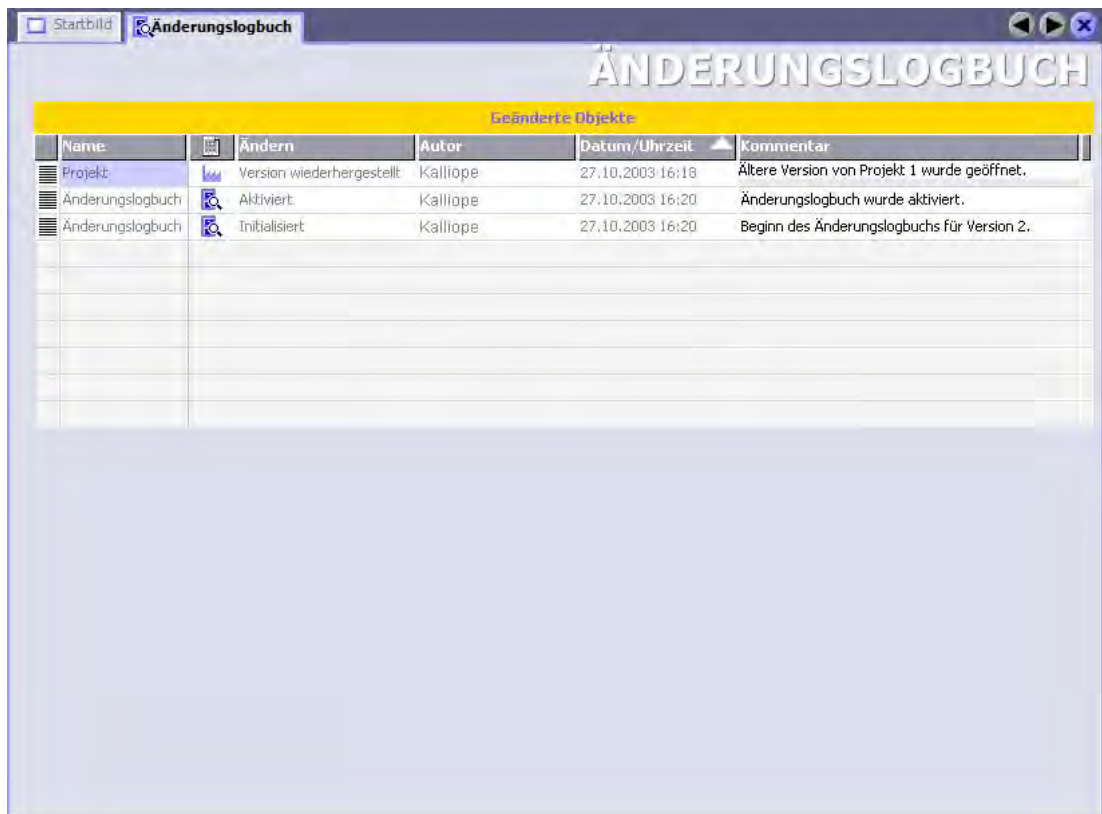 Startbild Änderungslogbuch
ÄNDERUNGSLOGBUCH
Geänderte Objekte
Name Ändern Autor Datum/Uhrzeit Kommentar
Projekt Version wiederhergestellt Kalliope 27.10.2003 16:18 Ältere Version von Projekt 1 wurde geöffnet.
Änderungslogbuch Aktiviert Kalliope 27.10.2003 16:20 Änderungslogbuch wurde aktiviert.
Änderungslogbuch Initialisiert Kalliope 27.10.2003 16:20 Beginn des Änderungslogbuchs für Version 2.